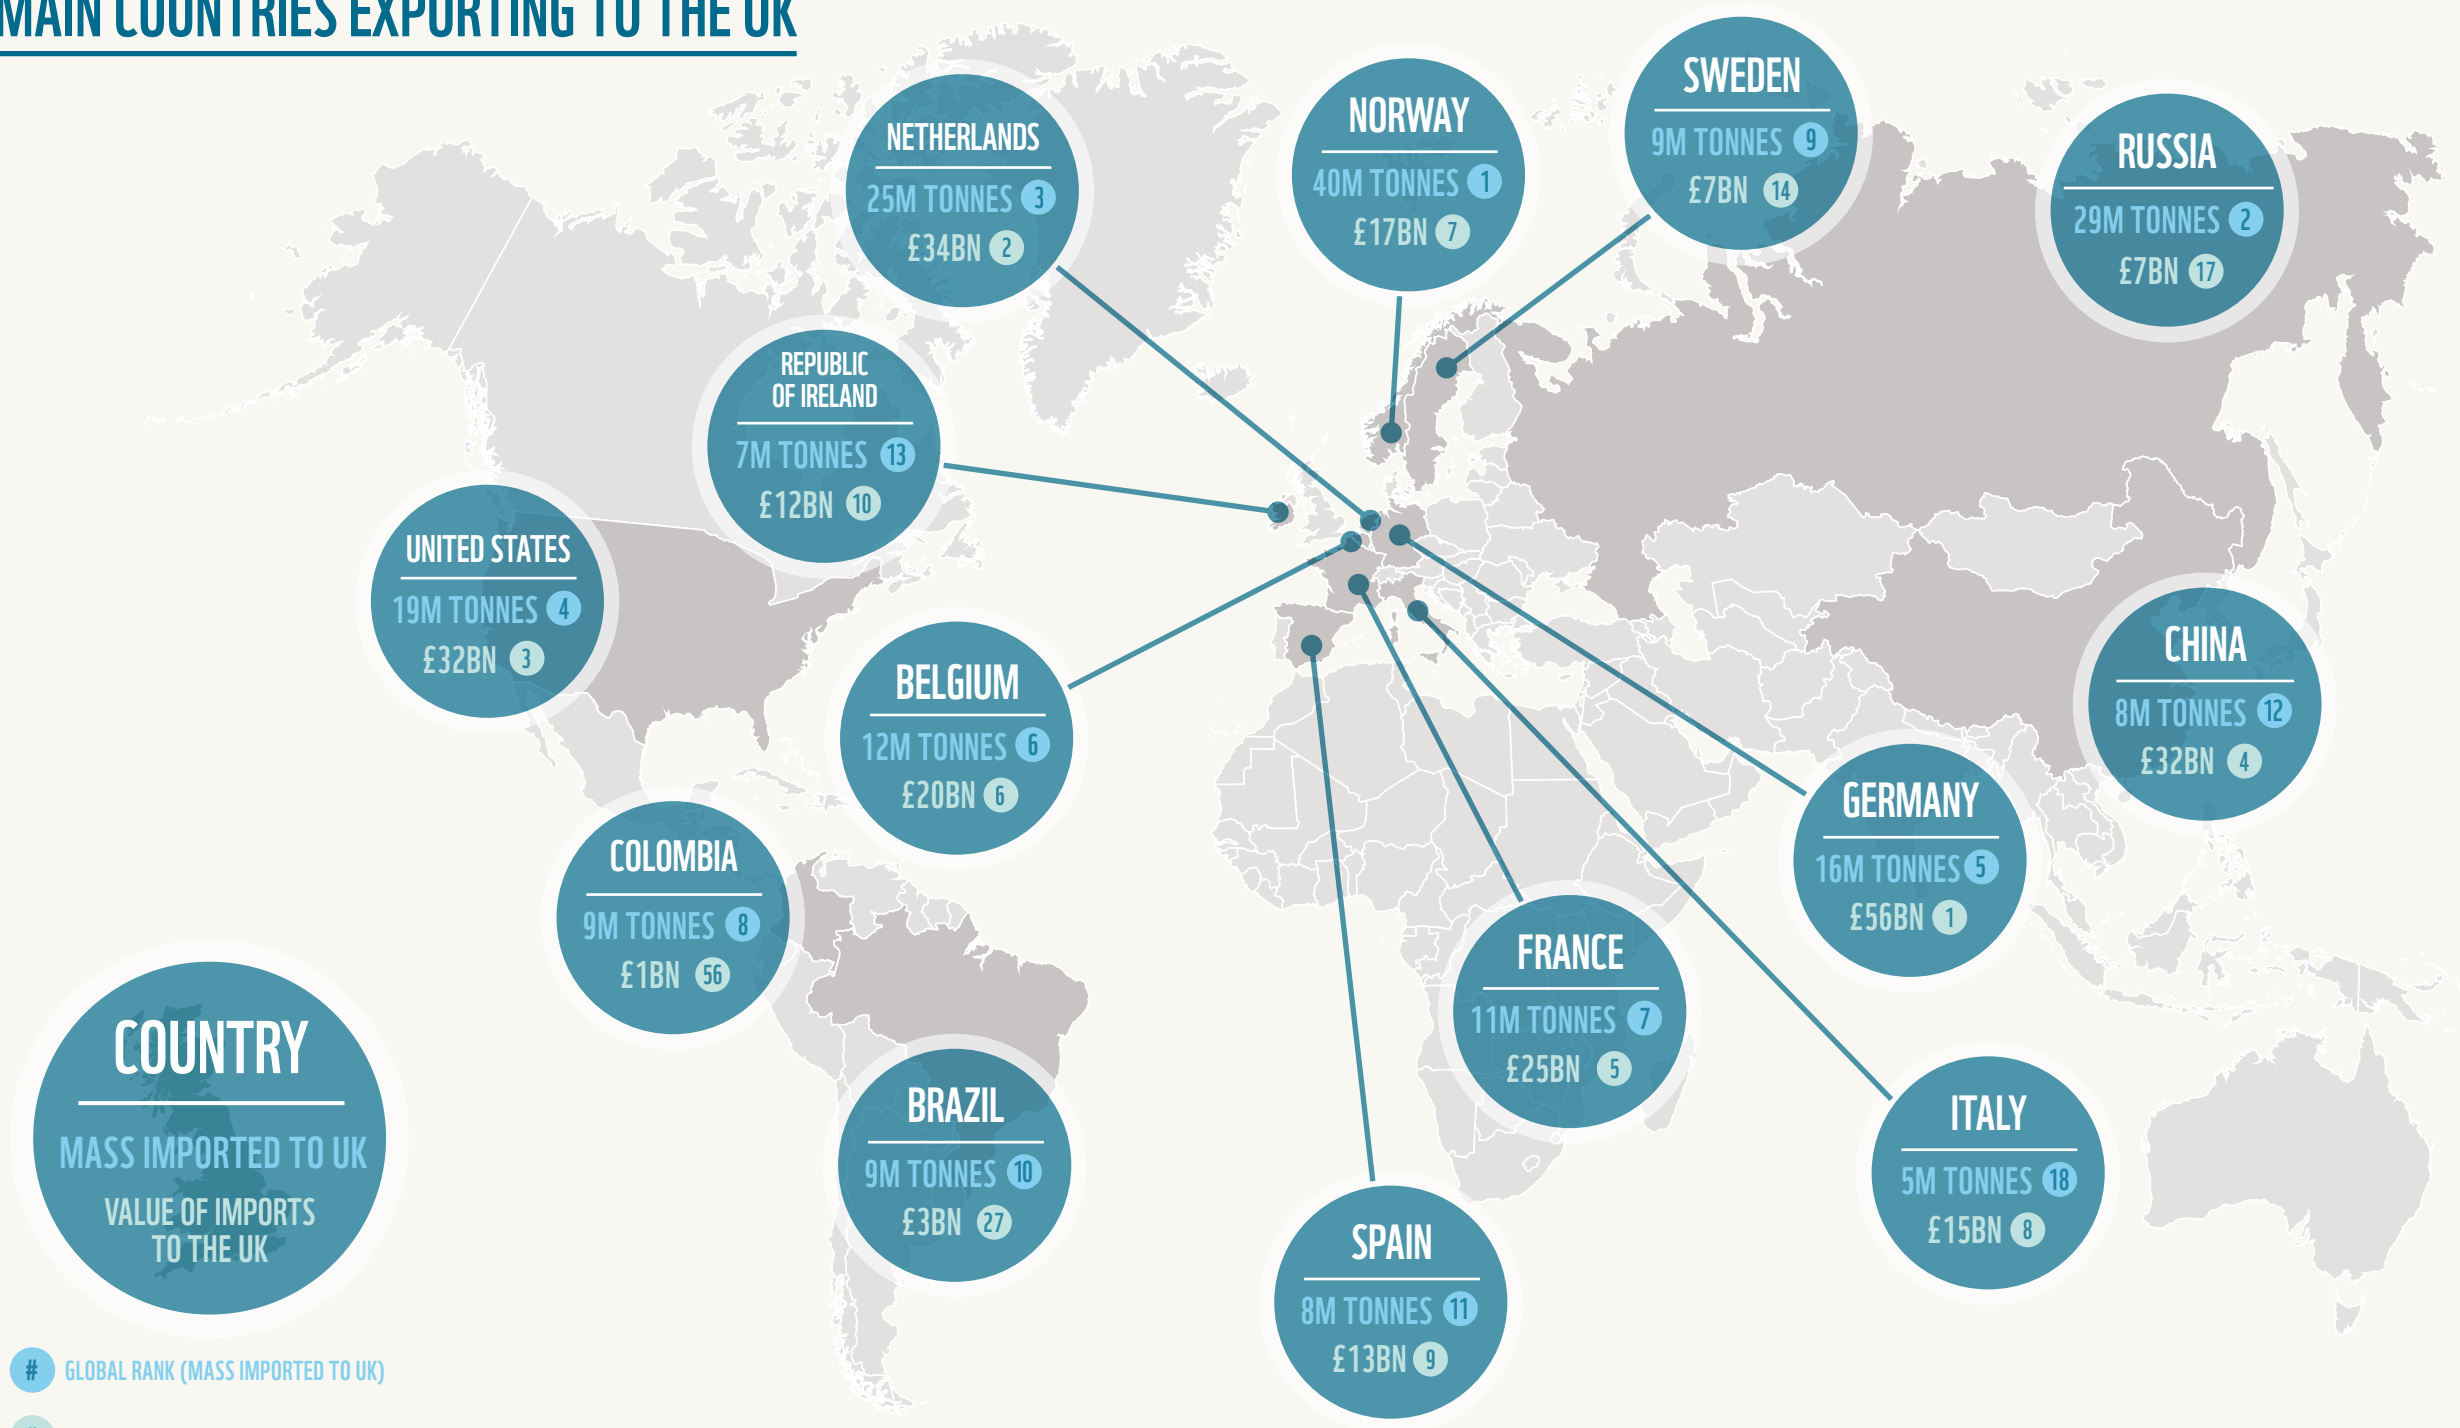 MAIN COUNTRIES EXPORTING TO THE UK
NETHERLANDS
25M TONNES 3
£34BN 2
NORWAY
40M TONNES 1
£17BN 7
SWEDEN
9M TONNES 9
£7BN 14
RUSSIA
29M TONNES 2
£7BN 17
REPUBLIC
OF IRELAND
7M TONNES 13
£12BN 10
UNITED STATES
19M TONNES 4
£32BN 3
BELGIUM
12M TONNES 6
£20BN 6
CHINA
8M TONNES 12
£32BN 4
GERMANY
16M TONNES 5
£56BN 1
COLOMBIA
9M TONNES 8
£1BN 56
FRANCE
11M TONNES 7
£25BN 5
BRAZIL
9M TONNES 10
£3BN 27
ITALY
5M TONNES 18
£15BN 8
SPAIN
8M TONNES 11
£13BN 9
COUNTRY
MASS IMPORTED TO UK
VALUE OF IMPORTS
TO THE UK
# GLOBAL RANK (MASS IMPORTED TO UK)